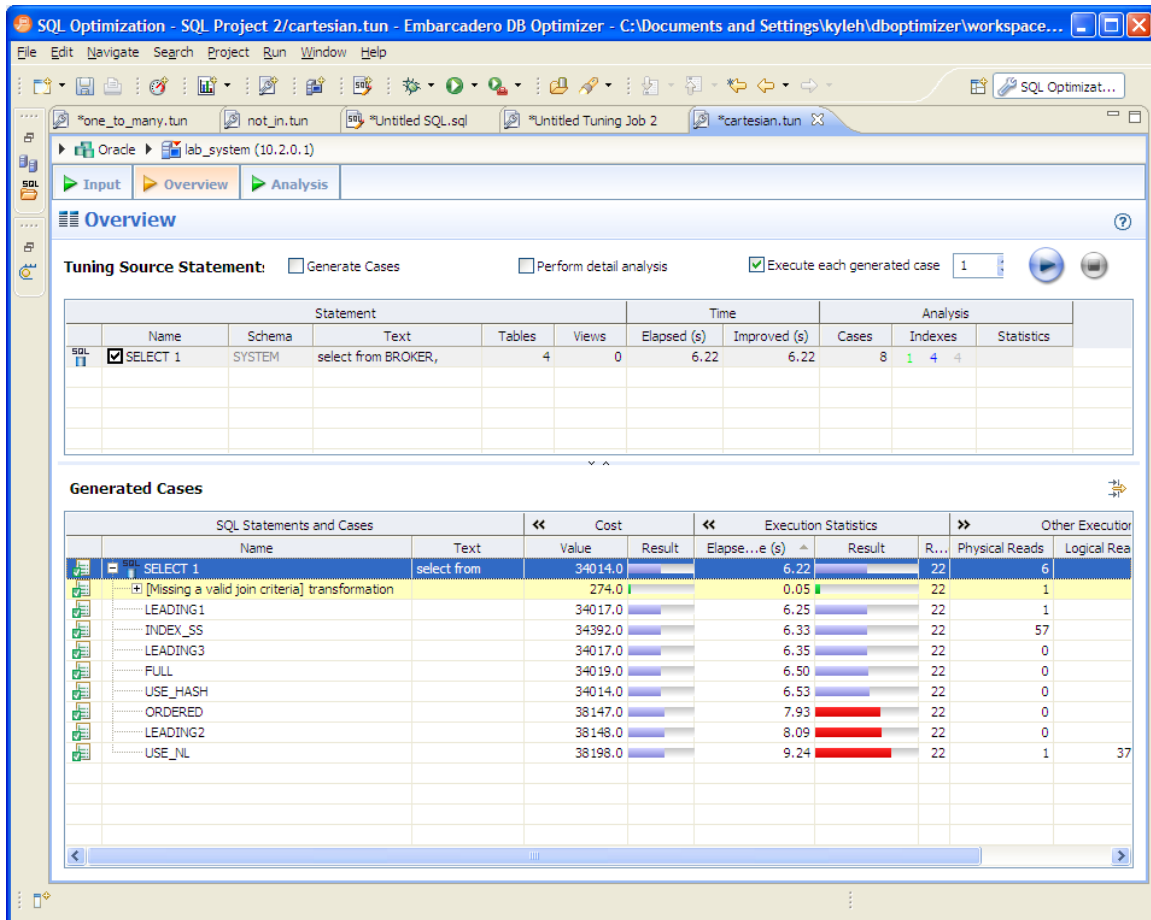 SQL Optimization - SQL Project 2/cartesian.tun - Embarcadero DB Optimizer - C:\Documents and Settings\kyleh\dboptimizer\workspace...
File Edit Navigate Search Project Run Window Help
SQL Optimizat...
*one_to_many.tun not_in.tun *Untitled SQL.sql *Untitled Tuning Job 2 *cartesian.tun
Oracle lab_system (10.2.0.1)
Input Overview Analysis
Overview
Tuning Source Statement: Generate Cases Perform detail analysis Execute each generated case 1
Statement Time Analysis
Name Schema Text Tables Views Elapsed (s) Improved (s) Cases Indexes Statistics
SQL SELECT 1 SYSTEM select from BROKER, 4 0 6.22 6.22 8 1 4 4
Generated Cases
SQL Statements and Cases Cost Execution Statistics Other Execution
Name Text Value Result Elapse...e (s) Result R... Physical Reads Logical Rea
SQL SELECT 1 select from 34014.0 6.22 22 6
[Missing a valid join criteria] transformation 274.0 0.05 22 1
LEADING1 34017.0 6.25 22 1
INDEX_SS 34392.0 6.33 22 57
LEADING3 34017.0 6.35 22 0
FULL 34019.0 6.50 22 0
USE_HASH 34014.0 6.53 22 0
ORDERED 38147.0 7.93 22 0
LEADING2 38148.0 8.09 22 0
USE_NL 38198.0 9.24 22 1 37